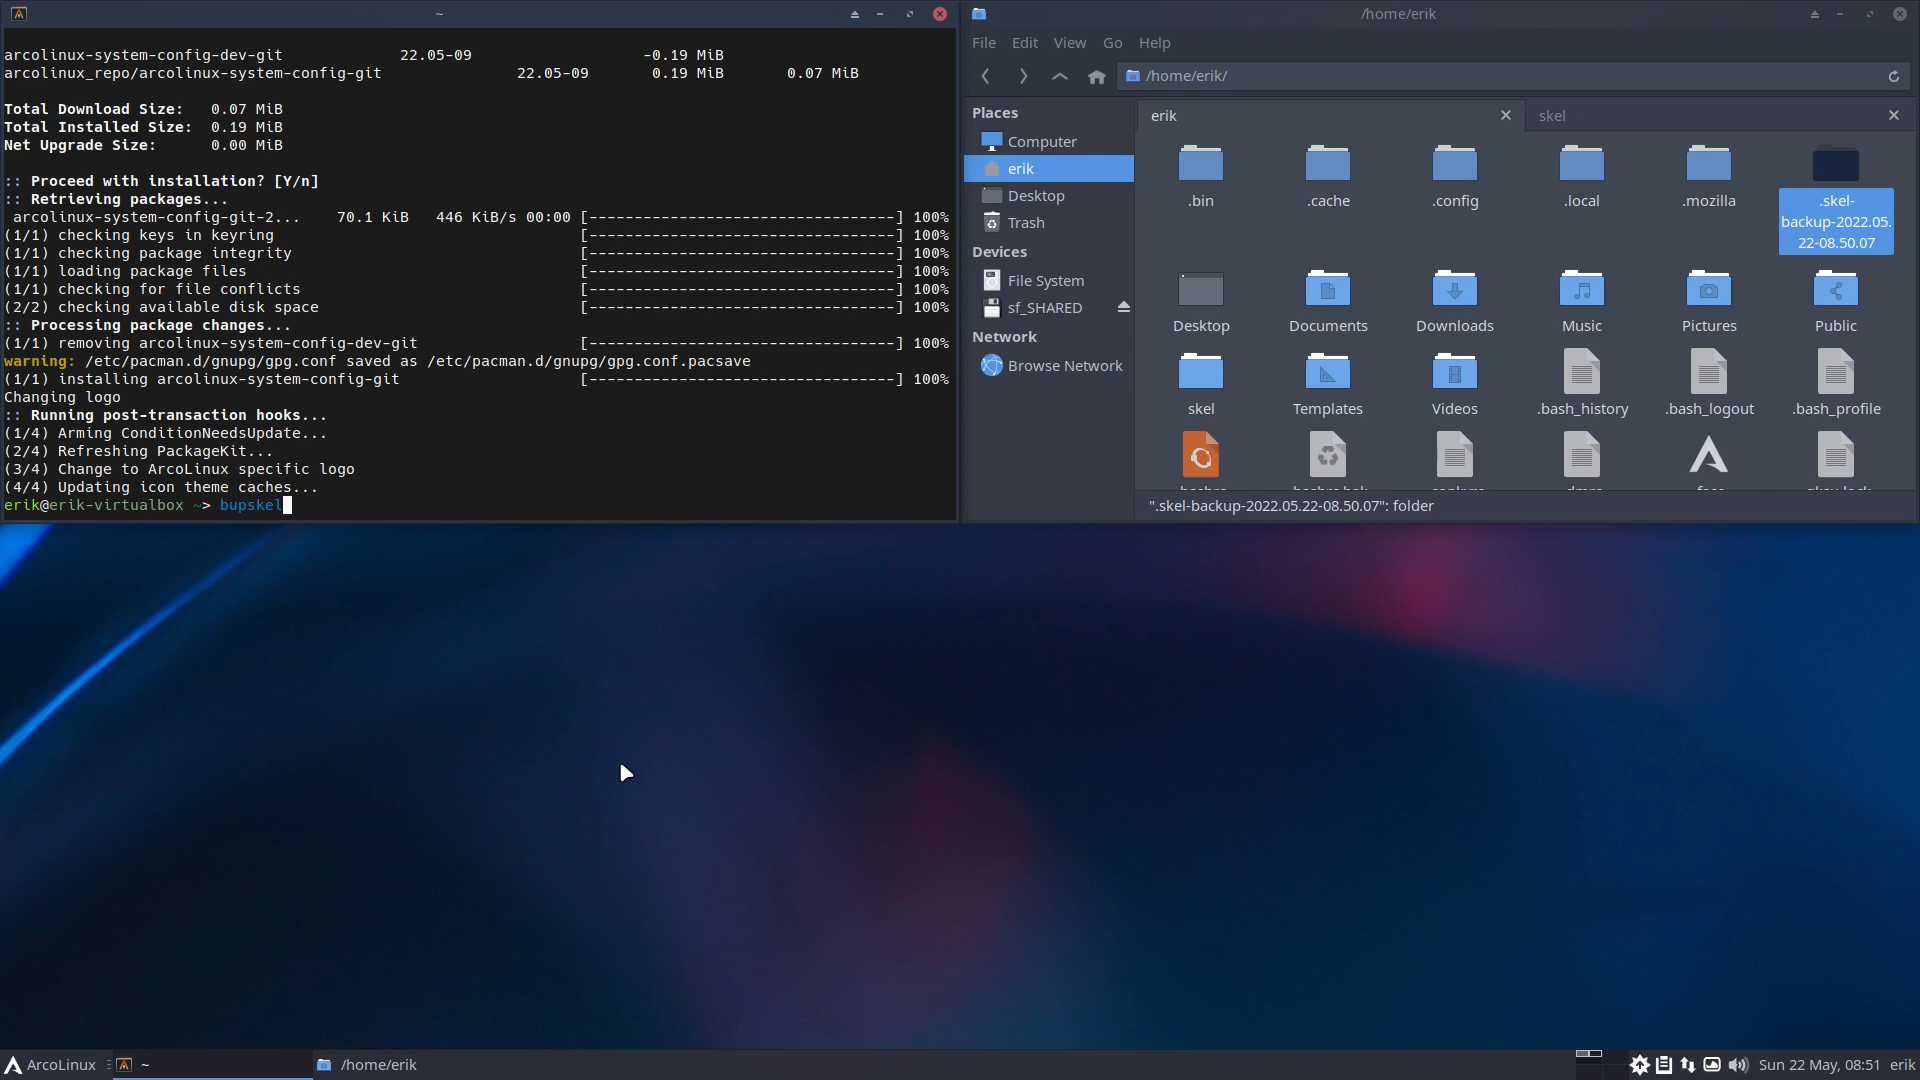 ~
arcolinux-system-config-dev-git 22.05-09 -0.19 MiB
arcolinux_repo/arcolinux-system-config-git 22.05-09 0.19 MiB 0.07 MiB
Total Download Size: 0.07 MiB
Total Installed Size: 0.19 MiB
Net Upgrade Size: 0.00 MiB
:: Proceed with installation? [Y/n]
:: Retrieving packages...
arcolinux-system-config-git-2... 70.1 KiB 446 KiB/s 00:00 [----------------------------------] 100%
(1/1) checking keys in keyring [----------------------------------] 100%
(1/1) checking package integrity [----------------------------------] 100%
(1/1) loading package files [----------------------------------] 100%
(1/1) checking for file conflicts [----------------------------------] 100%
(2/2) checking available disk space [----------------------------------] 100%
:: Processing package changes...
(1/1) removing arcolinux-system-config-dev-git [----------------------------------] 100%
warning: /etc/pacman.d/gnupg/gpg.conf saved as /etc/pacman.d/gnupg/gpg.conf.pacsave
(1/1) installing arcolinux-system-config-git [----------------------------------] 100%
Changing logo
:: Running post-transaction hooks...
(1/4) Arming ConditionNeedsUpdate...
(2/4) Refreshing PackageKit...
(3/4) Change to ArcoLinux specific logo
(4/4) Updating icon theme caches...
erik@erik-virtualbox ~> bupskel
/home/erik
File Edit View Go Help
/home/erik/
Places
Computer
erik
Desktop
Trash
Devices
File System
sf_SHARED
Network
Browse Network
erik
skel
.bin
.cache
.config
.local
.mozilla
.skel-
backup-2022.05.
22-08.50.07
Desktop
Documents
Downloads
Music
Pictures
Public
skel
Templates
Videos
.bash_history
.bash_logout
.bash_profile
".skel-backup-2022.05.22-08.50.07": folder
ArcoLinux
~
/home/erik
Sun 22 May, 08:51
erik